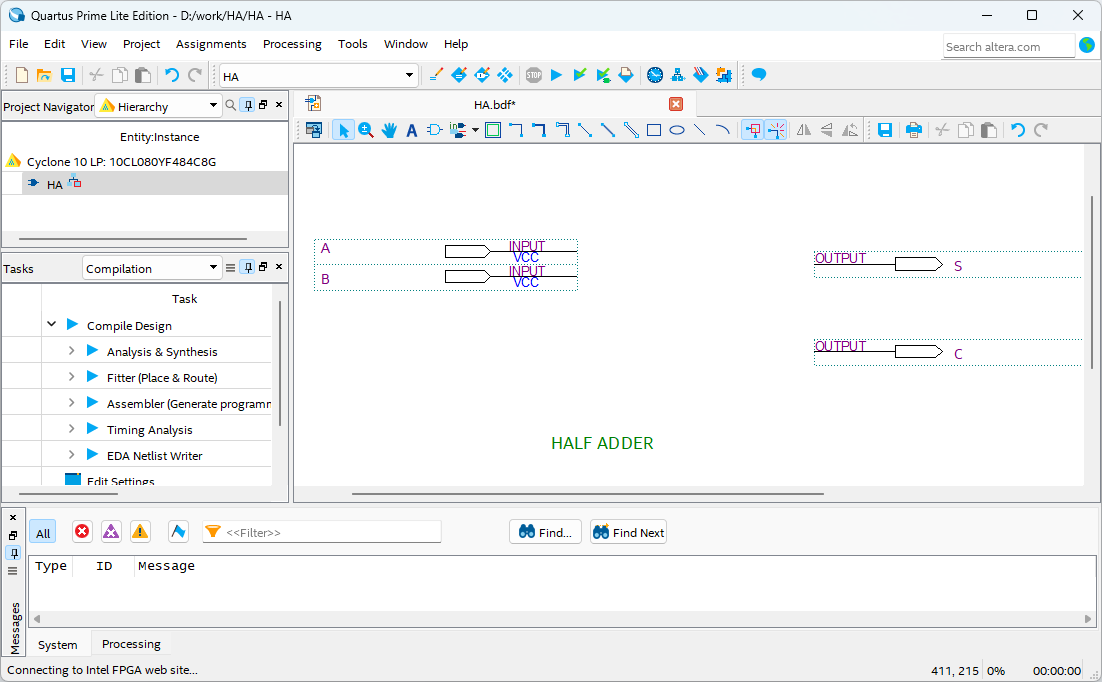 Quartus Prime Lite Edition - D:/work/HA/HA - HA
File Edit View Project Assignments Processing Tools Window Help
Search altera.com
HA
STOP
Project Navigator
Hierarchy
HA.bdf*
Entity:Instance
Cyclone 10 LP: 10CL080YF484C8G
HA
A
INPUT
VCC
B
INPUT
VCC
OUTPUT
S
OUTPUT
C
HALF ADDER
Tasks
Compilation
Task
Compile Design
Analysis & Synthesis
Fitter (Place & Route)
Assembler (Generate programm
Timing Analysis
EDA Netlist Writer
Edit Settings
All
<<Filter>>
Find...
Find Next
Type ID Message
Messages
System
Processing
Connecting to Intel FPGA web site...
411, 215
0%
00:00:00